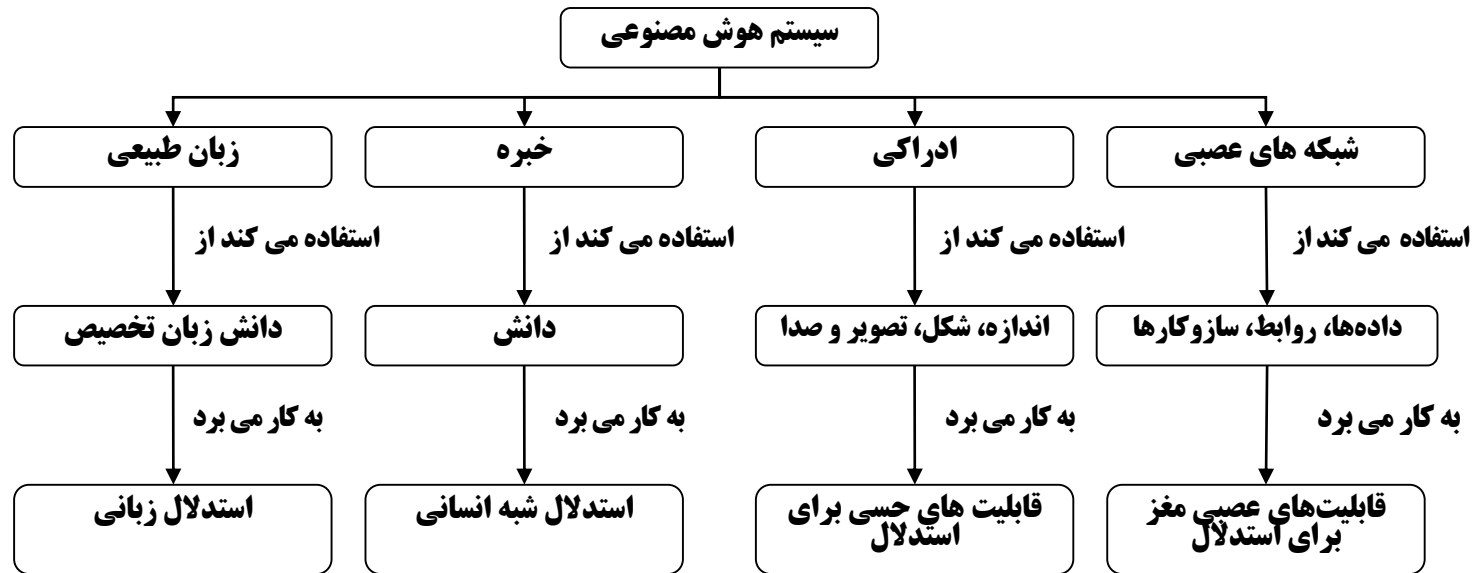 سیستم هوش مصنوعی
شبکه های عصبی
ادراکی
خبره
زبان طبیعی
استفاده می کند از
استفاده می کند از
استفاده می کند از
استفاده می کند از
داده‌ها، روابط، سازوکارها
اندازه، شکل، تصویر و صدا
دانش
دانش زبان تخصیص
به کار می برد
به کار می برد
به کار می برد
به کار می برد
قابلیت‌های عصبی مغز
برای استدلال
قابلیت های حسی برای
استدلال
استدلال شبه انسانی
استدلال زبانی